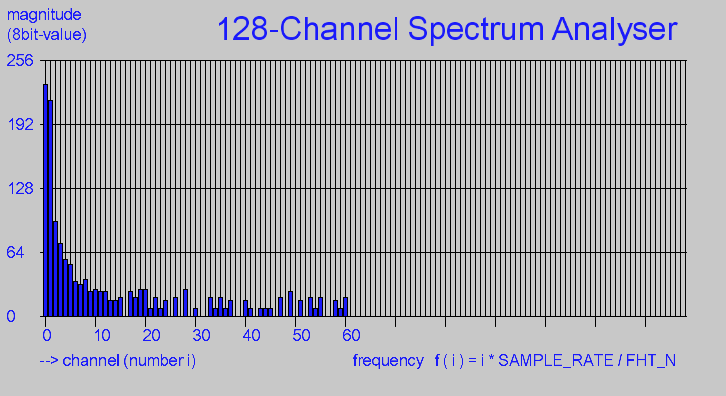 magnitude
(8bit-value)
128-Channel Spectrum Analyser
256
192
128
64
0
0 10 20 30 40 50 60
--> channel (number i) frequency f ( i ) = i * SAMPLE_RATE / FHT_N